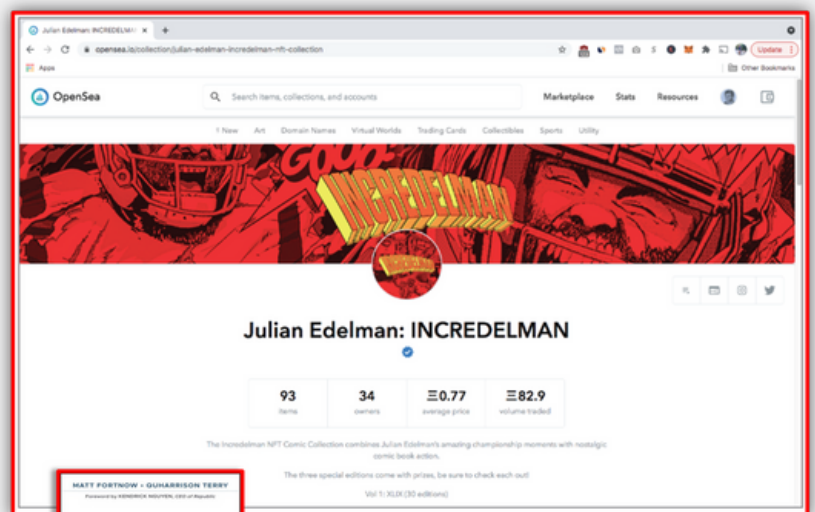 Julian Edelman: INCREDELMAN
opensea.io/collection/julian-edelman-incredelman-nft-collection
Update
Apps
Other Bookmarks
OpenSea
Search items, collections, and accounts
Marketplace Stats Resources
New Art Domain Names Virtual Worlds Trading Cards Collectibles Sports Utility
GOOD-
INCREDELMAN
Julian Edelman: INCREDELMAN
93 34 Ξ0.77 Ξ82.9
items owners average price volume traded
The Incredelman NFT Comic Collection combines Julian Edelman's amazing championship moments with nostalgic
comic book action.
The three special editions come with prizes, be sure to check each out!
Vol 1: XLIX (30 editions)
MATT FORTNOW + QUHARRISON TERRY
Foreword by KENDRICK NGUYEN, CEO of Republic